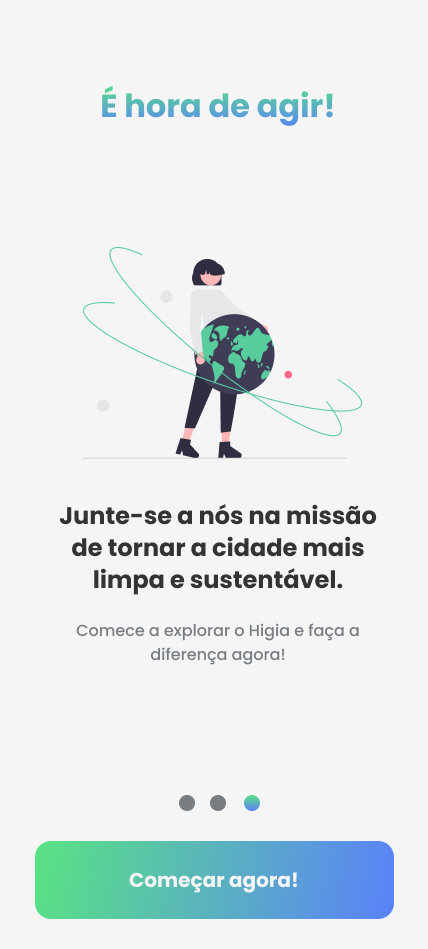 É hora de agir!
Junte-se a nós na missão
de tornar a cidade mais
limpa e sustentável.
Comece a explorar o Higia e faça a
diferença agora!
Começar agora!